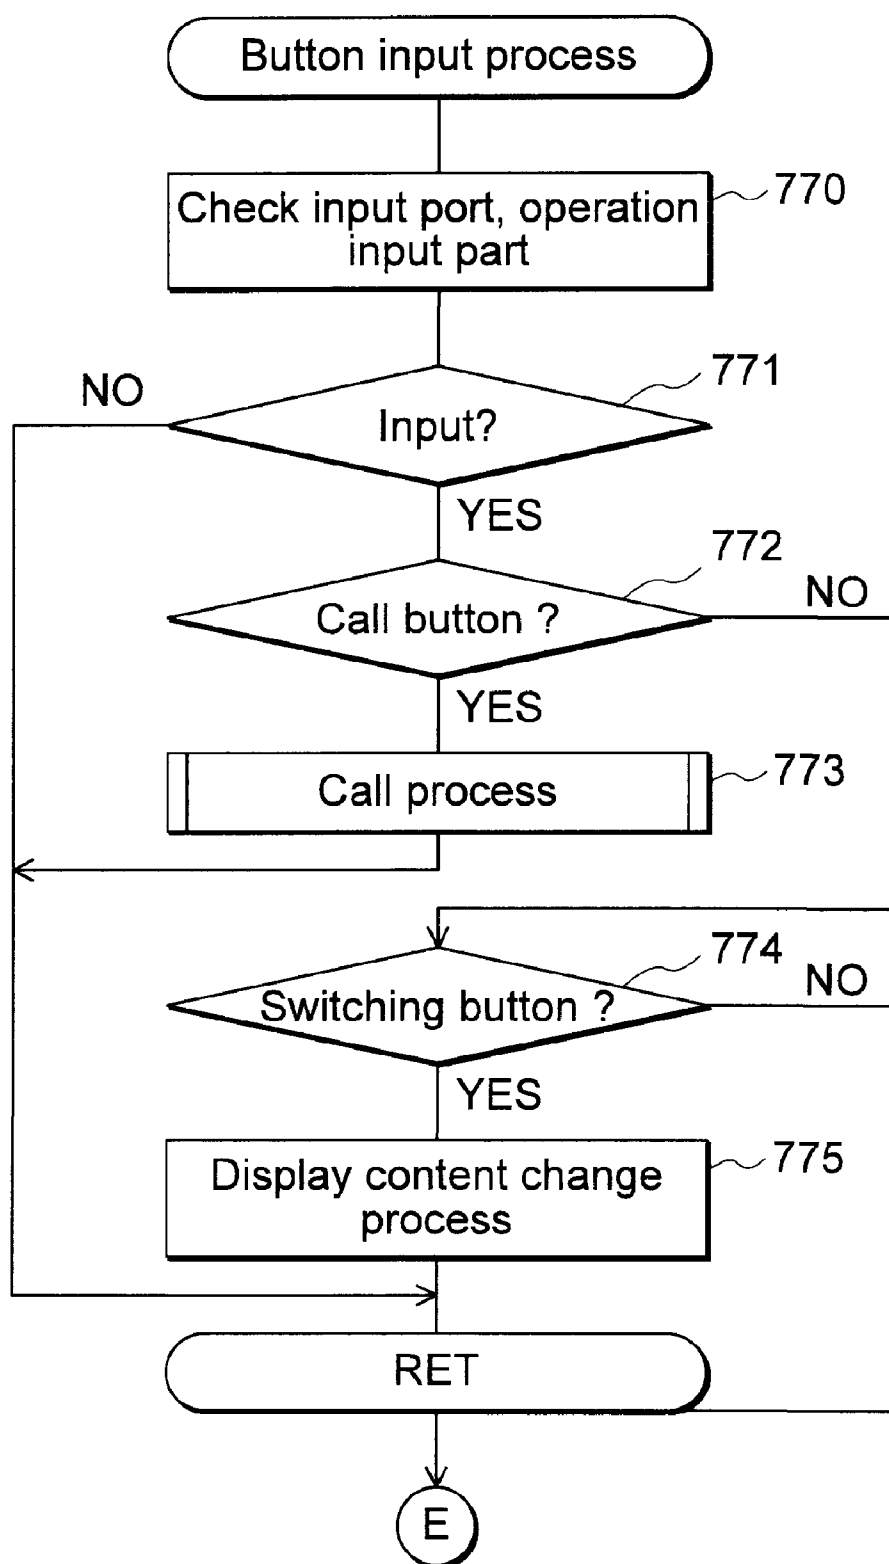 Button input process
770
Check input port, operation
input part
771
NO
Input?
YES
772
NO
Call button ?
YES
773
Call process
774
NO
Switching button ?
YES
775
Display content change
process
RET
E